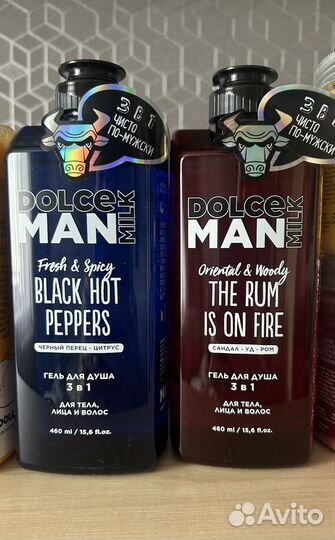 3 В 1
ЧИСТО
ПО-МУЖСКИ
DOLCE
MAN MILK
Fresh & Spicy
BLACK HOT
PEPPERS
ЧЕРНЫЙ ПЕРЕЦ - ЦИТРУС
ГЕЛЬ ДЛЯ ДУША
3 в 1
ДЛЯ ТЕЛА,
ЛИЦА И ВОЛОС
460 ml / 15,6 fl.oz.
3 В 1
ЧИСТО
ПО-МУЖСКИ
DOLCE
MAN MILK
Oriental & Woody
THE RUM
IS ON FIRE
САНДАЛ - УД - РОМ
ГЕЛЬ ДЛЯ ДУША
3 в 1
ДЛЯ ТЕЛА,
ЛИЦА И ВОЛОС
460 ml / 15,6 fl.oz.
Avito